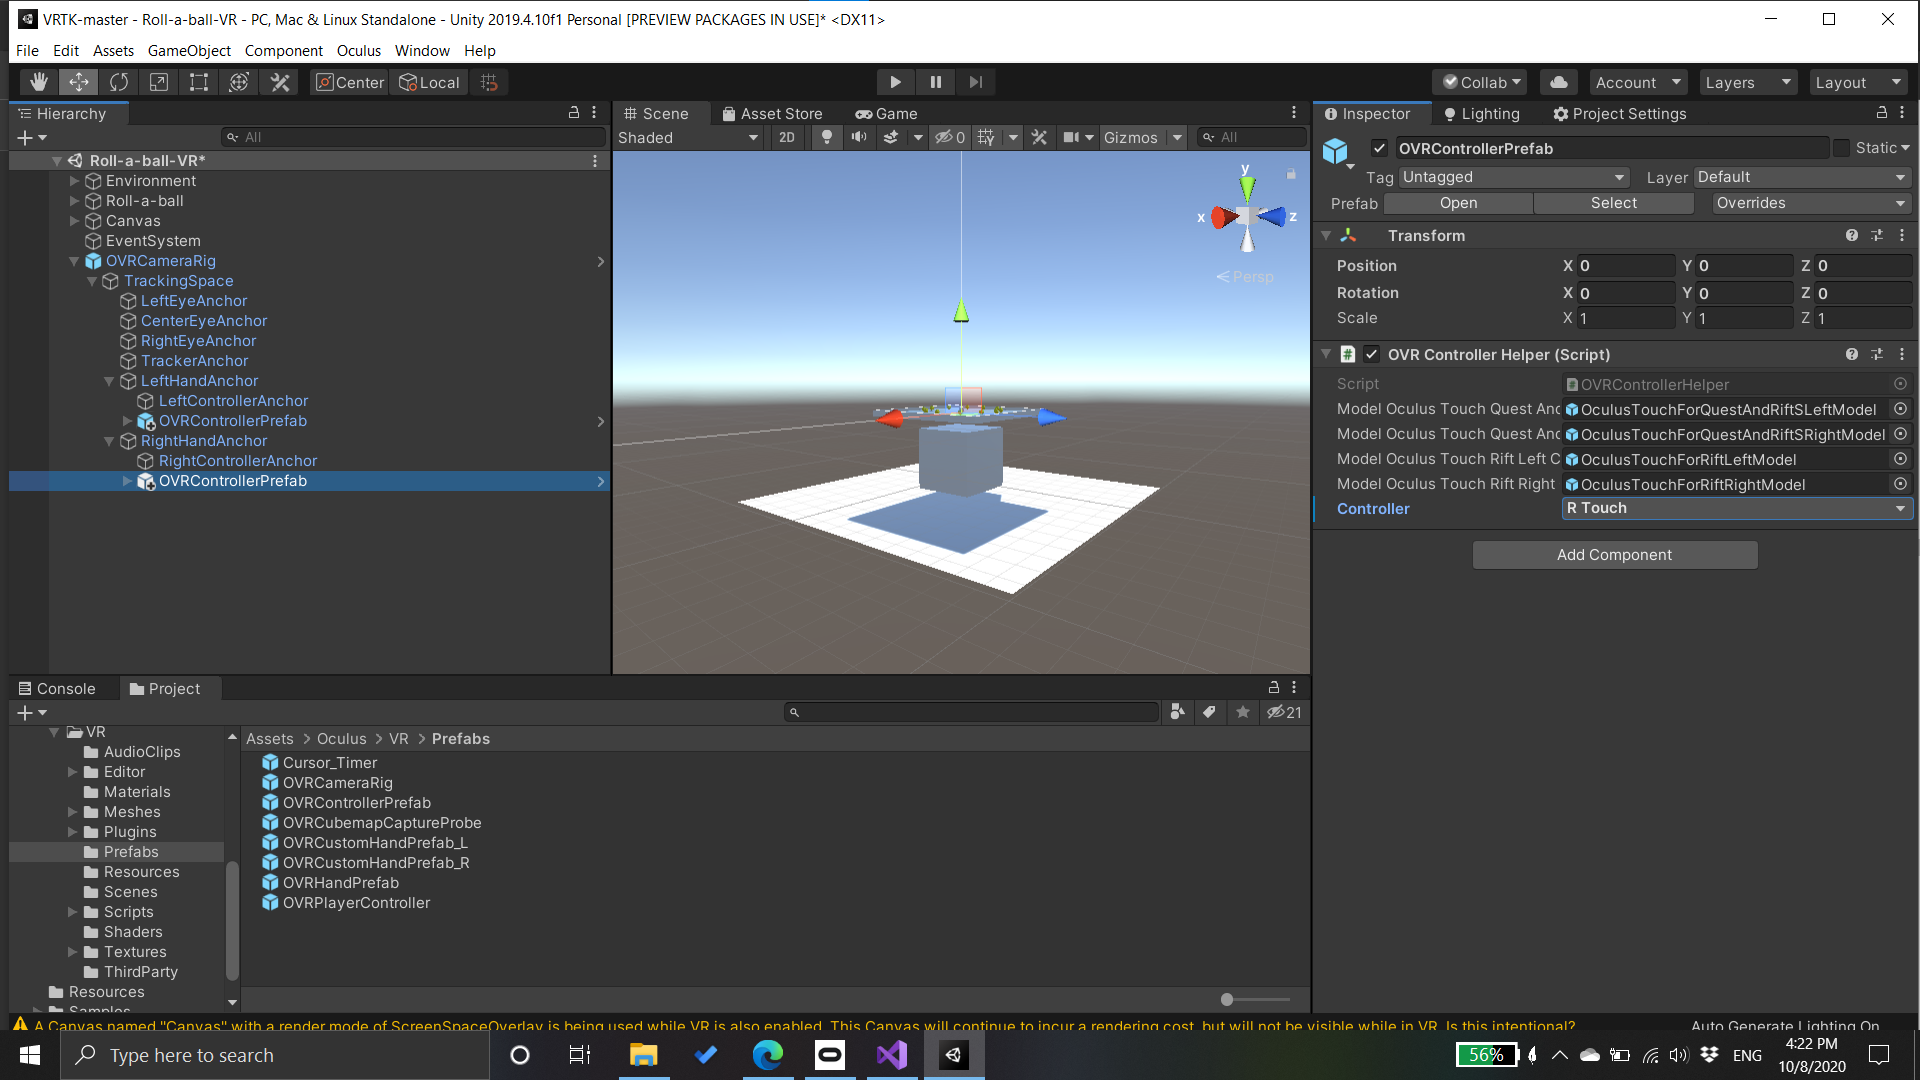 VRTK-master - Roll-a-ball-VR - PC, Mac & Linux Standalone - Unity 2019.4.10f1 Personal [PREVIEW PACKAGES IN USE]* <DX11>
File Edit Assets GameObject Component Oculus Window Help
Center Local Collab Account Layers Layout
Hierarchy
All
Roll-a-ball-VR*
Environment
Roll-a-ball
Canvas
EventSystem
OVRCameraRig
TrackingSpace
LeftEyeAnchor
CenterEyeAnchor
RightEyeAnchor
TrackerAnchor
LeftHandAnchor
LeftControllerAnchor
OVRControllerPrefab
RightHandAnchor
RightControllerAnchor
OVRControllerPrefab
Scene Asset Store Game
Shaded 2D 0 Gizmos All
y
x z
Persp
Inspector Lighting Project Settings
OVRControllerPrefab Static
Tag Untagged Layer Default
Prefab Open Select Overrides
Transform
Position X 0 Y 0 Z 0
Rotation X 0 Y 0 Z 0
Scale X 1 Y 1 Z 1
# OVR Controller Helper (Script)
Script OVRControllerHelper
Model Oculus Touch Quest And OculusTouchForQuestAndRiftSLeftModel
Model Oculus Touch Quest And OculusTouchForQuestAndRiftSRightModel
Model Oculus Touch Rift Left C OculusTouchForRiftLeftModel
Model Oculus Touch Rift Right OculusTouchForRiftRightModel
Controller R Touch
Add Component
Console Project
21
VR
AudioClips
Editor
Materials
Meshes
Plugins
Prefabs
Resources
Scenes
Scripts
Shaders
Textures
ThirdParty
Resources
Samples
Assets > Oculus > VR > Prefabs
Cursor_Timer
OVRCameraRig
OVRControllerPrefab
OVRCubemapCaptureProbe
OVRCustomHandPrefab_L
OVRCustomHandPrefab_R
OVRHandPrefab
OVRPlayerController
A Canvas named "Canvas" with a render mode of ScreenSpaceOverlay is being used while VR is also enabled. This Canvas will continue to incur a rendering cost, but will not be visible while in VR. Is this intentional?
Auto Generate Lighting On
Type here to search
56%
ENG
4:22 PM
10/8/2020